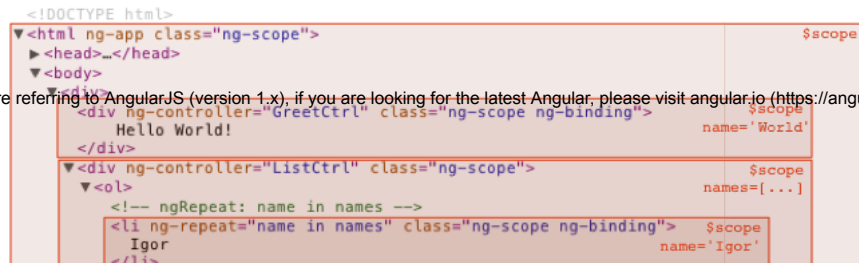 <!DOCTYPE html>
▼<html ng-app class="ng-scope"> $scope
▶<head>…</head>
▼<body>
▼<div>
e referring to AngularJS (version 1.x), if you are looking for the latest Angular, please visit angular.io (https://angu
<div ng-controller="GreetCtrl" class="ng-scope ng-binding"> $scope
Hello World! name='World'
</div>
▼<div ng-controller="ListCtrl" class="ng-scope"> $scope
▼<ol> names=[...]
<!-- ngRepeat: name in names -->
<li ng-repeat="name in names" class="ng-scope ng-binding"> $scope
Igor name='Igor'
</li>